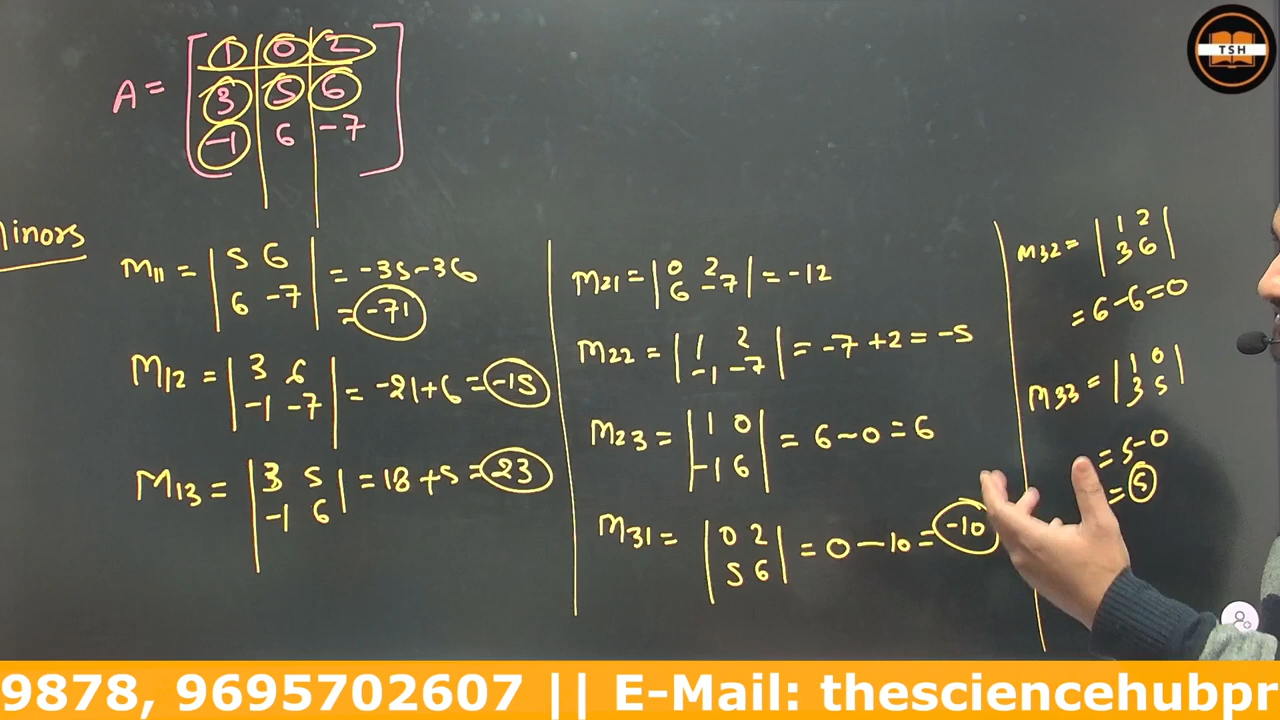 TSH
A = [1 0 2
3 5 6
-1 6 -7]
Minors
M11 = |5 6
6 -7| = -35-36
= -71
M12 = |3 6
-1 -7| = -21+6 = -15
M13 = |3 5
-1 6| = 18+5 = 23
M21 = |0 2
6 -7| = -12
M22 = |1 2
-1 -7| = -7+2 = -5
M23 = |1 0
-1 6| = 6-0 = 6
M31 = |0 2
5 6| = 0-10 = -10
M32 = |1 2
3 6|
= 6-6 = 0
M33 = |1 0
3 5|
= 5-0
= 5
9878, 9695702607 || E-Mail: thesciencehubpr